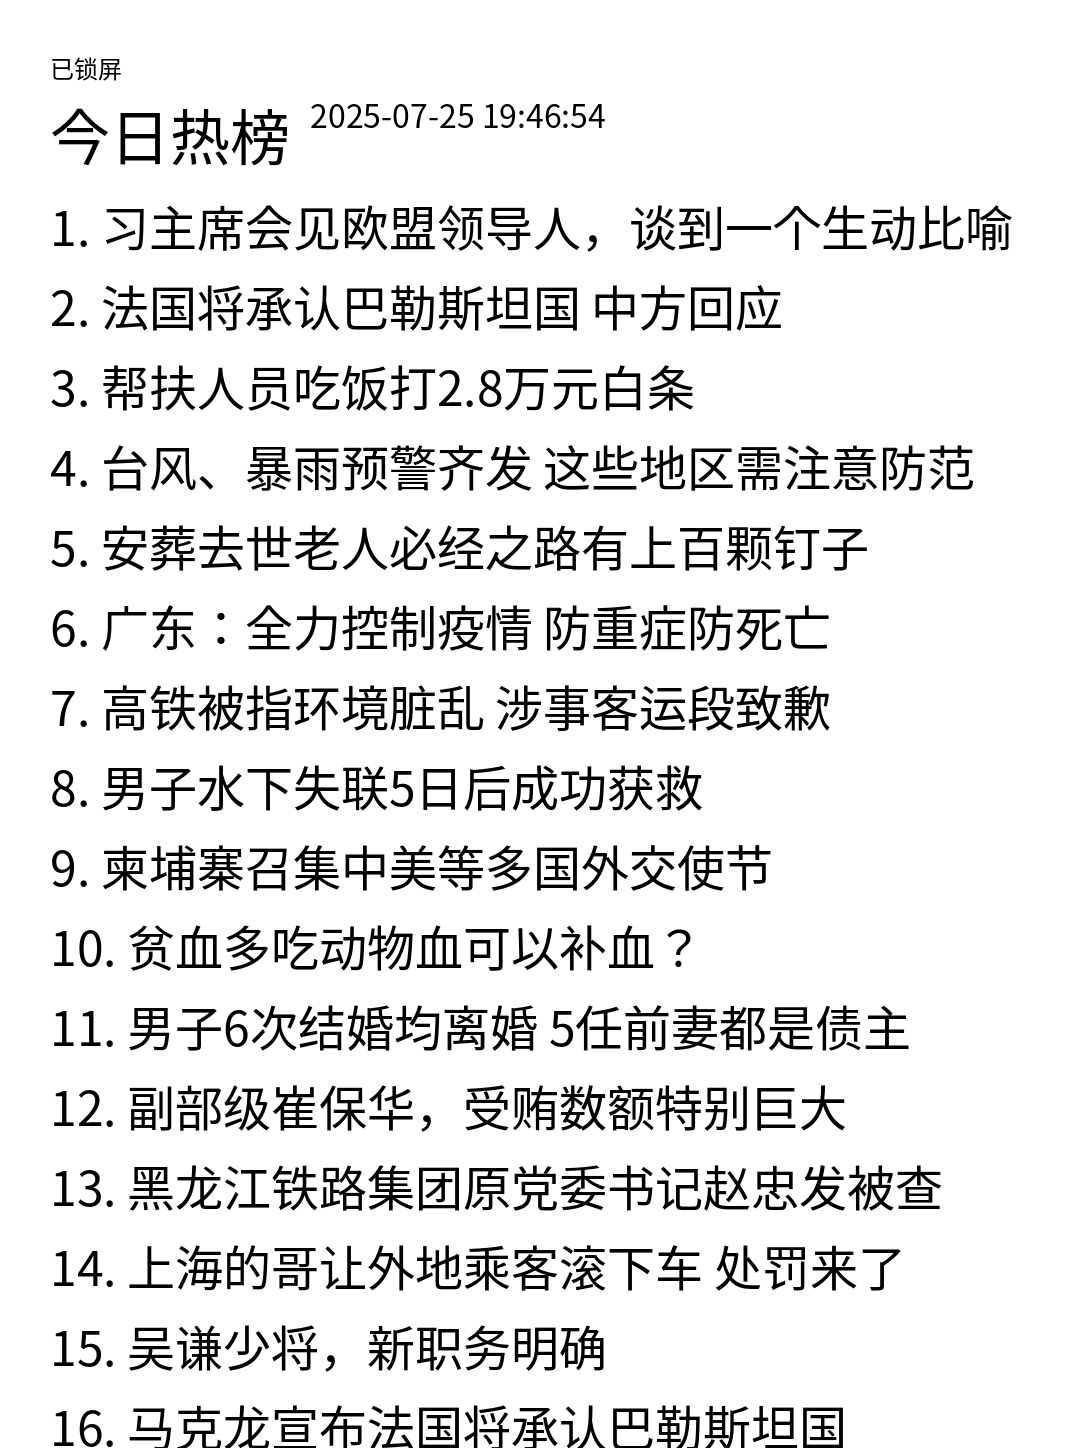 已锁屏
今日热榜 2025-07-25 19:46:54
1. 习主席会见欧盟领导人，谈到一个生动比喻
2. 法国将承认巴勒斯坦国 中方回应
3. 帮扶人员吃饭打2.8万元白条
4. 台风、暴雨预警齐发 这些地区需注意防范
5. 安葬去世老人必经之路有上百颗钉子
6. 广东：全力控制疫情 防重症防死亡
7. 高铁被指环境脏乱 涉事客运段致歉
8. 男子水下失联5日后成功获救
9. 柬埔寨召集中美等多国外交使节
10. 贫血多吃动物血可以补血？
11. 男子6次结婚均离婚 5任前妻都是债主
12. 副部级崔保华，受贿数额特别巨大
13. 黑龙江铁路集团原党委书记赵忠发被查
14. 上海的哥让外地乘客滚下车 处罚来了
15. 吴谦少将，新职务明确
16. 马克龙宣布法国将承认巴勒斯坦国